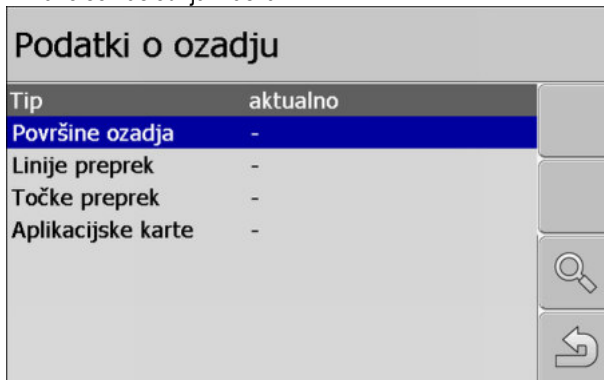 Podatki o ozadju
Tip aktualno
Površine ozadja -
Linije preprek -
Točke preprek -
Aplikacijske karte -